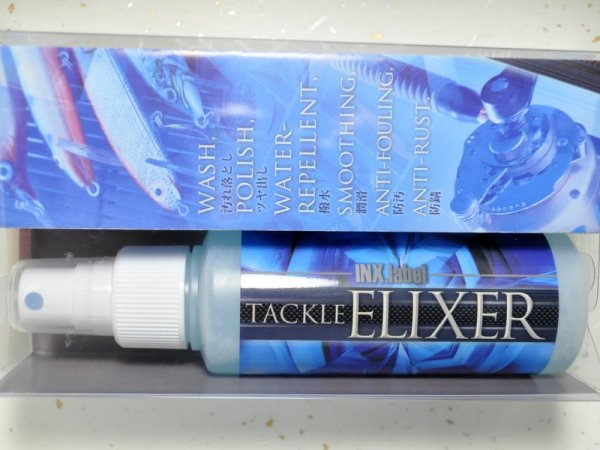 WASH,
汚れ落とし
POLISH,
ツヤ出し
WATER-
REPELLENT,
撥水
SMOOTHING,
潤滑
ANTI-FOULING,
防汚
ANTI-RUST.
防錆
INX.label
TACKLE ELIXER